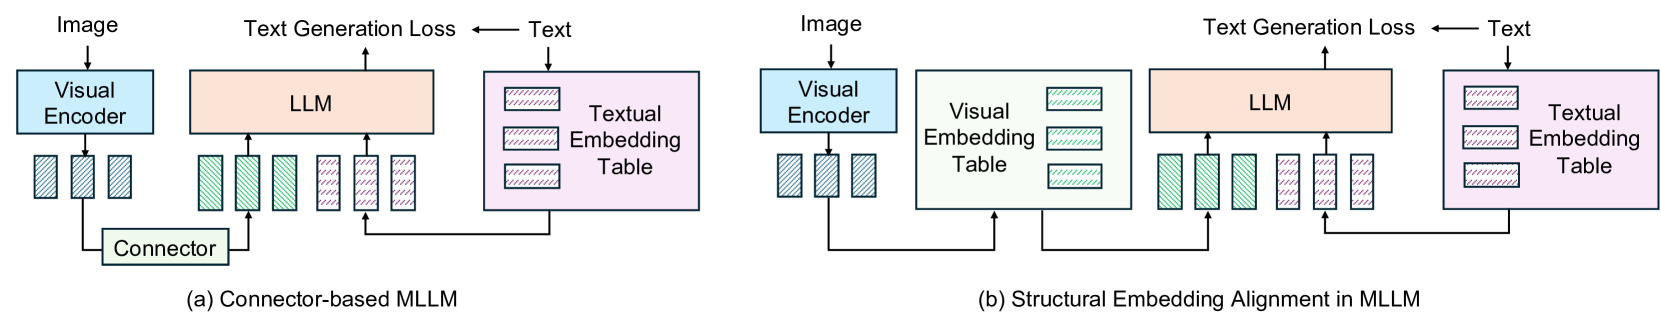 Image
Text Generation Loss
Text
Visual
Encoder
LLM
Textual
Embedding
Table
Connector
(a) Connector-based MLLM
Image
Text Generation Loss
Text
Visual
Encoder
Visual
Embedding
Table
LLM
Textual
Embedding
Table
(b) Structural Embedding Alignment in MLLM